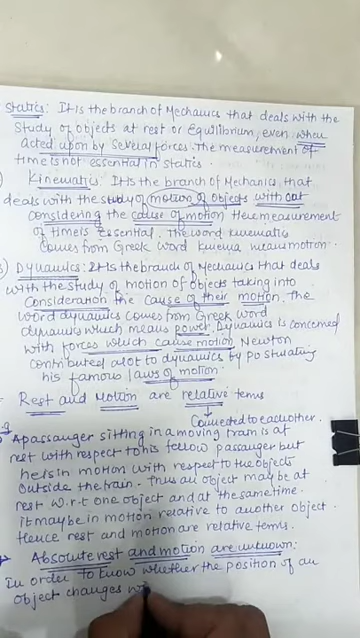 Statics: It is the branch of Mechanics that deals with the
study of objects at rest or Equilibrium, even when
acted upon by several forces. The measurement of
time is not essential in statics.
) Kinematics: It is the branch of Mechanics that
deals with the study of motion of objects with out
considering the cause of motion Here measurement
of time is essential. The word kinematic
comes from Greek word kinema means motion.
3) Dynamics: It is the branch of Mechanics that deals
with the study of motion of objects taking into
Consideration the cause of their motion. The
word dynamics comes from Greek word
dynamis which means power. Dynamics is concerned
with forces which cause motion Newton
contributed alot to dynamics by postulating
his famous laws of motion.
Rest and Motion are relative terms
Connected to each other.
A passanger sitting in a moving train is at
rest with respect to his fellow passanger but
he is in motion with respect to the objects
outside the train. Thus an object may be at
rest w.r.t one object and at the same time.
it may be in motion relative to another object.
Hence rest and motion are relative terms.
Absolute rest and motion are unknown:
In order to know whether the position of an
object changes wi